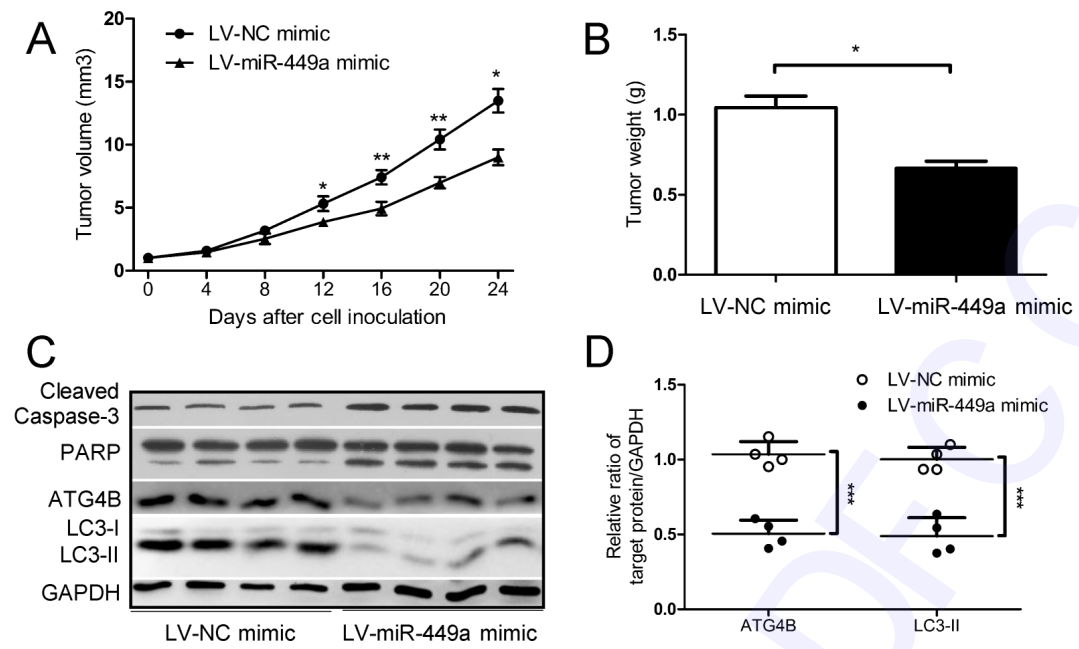 A
20
15
10
5
0
Tumor volume (mm3)
LV-NC mimic
LV-miR-449a mimic
*
**
**
*
0 4 8 12 16 20 24
Days after cell inoculation
B
1.5
1.0
0.5
0.0
Tumor weight (g)
*
LV-NC mimic LV-miR-449a mimic
C
Cleaved
Caspase-3
PARP
ATG4B
LC3-I
LC3-II
GAPDH
LV-NC mimic LV-miR-449a mimic
D
1.5
1.0
0.5
0.0
Relative ratio of
target protein/GAPDH
LV-NC mimic
LV-miR-449a mimic
***
***
ATG4B LC3-II